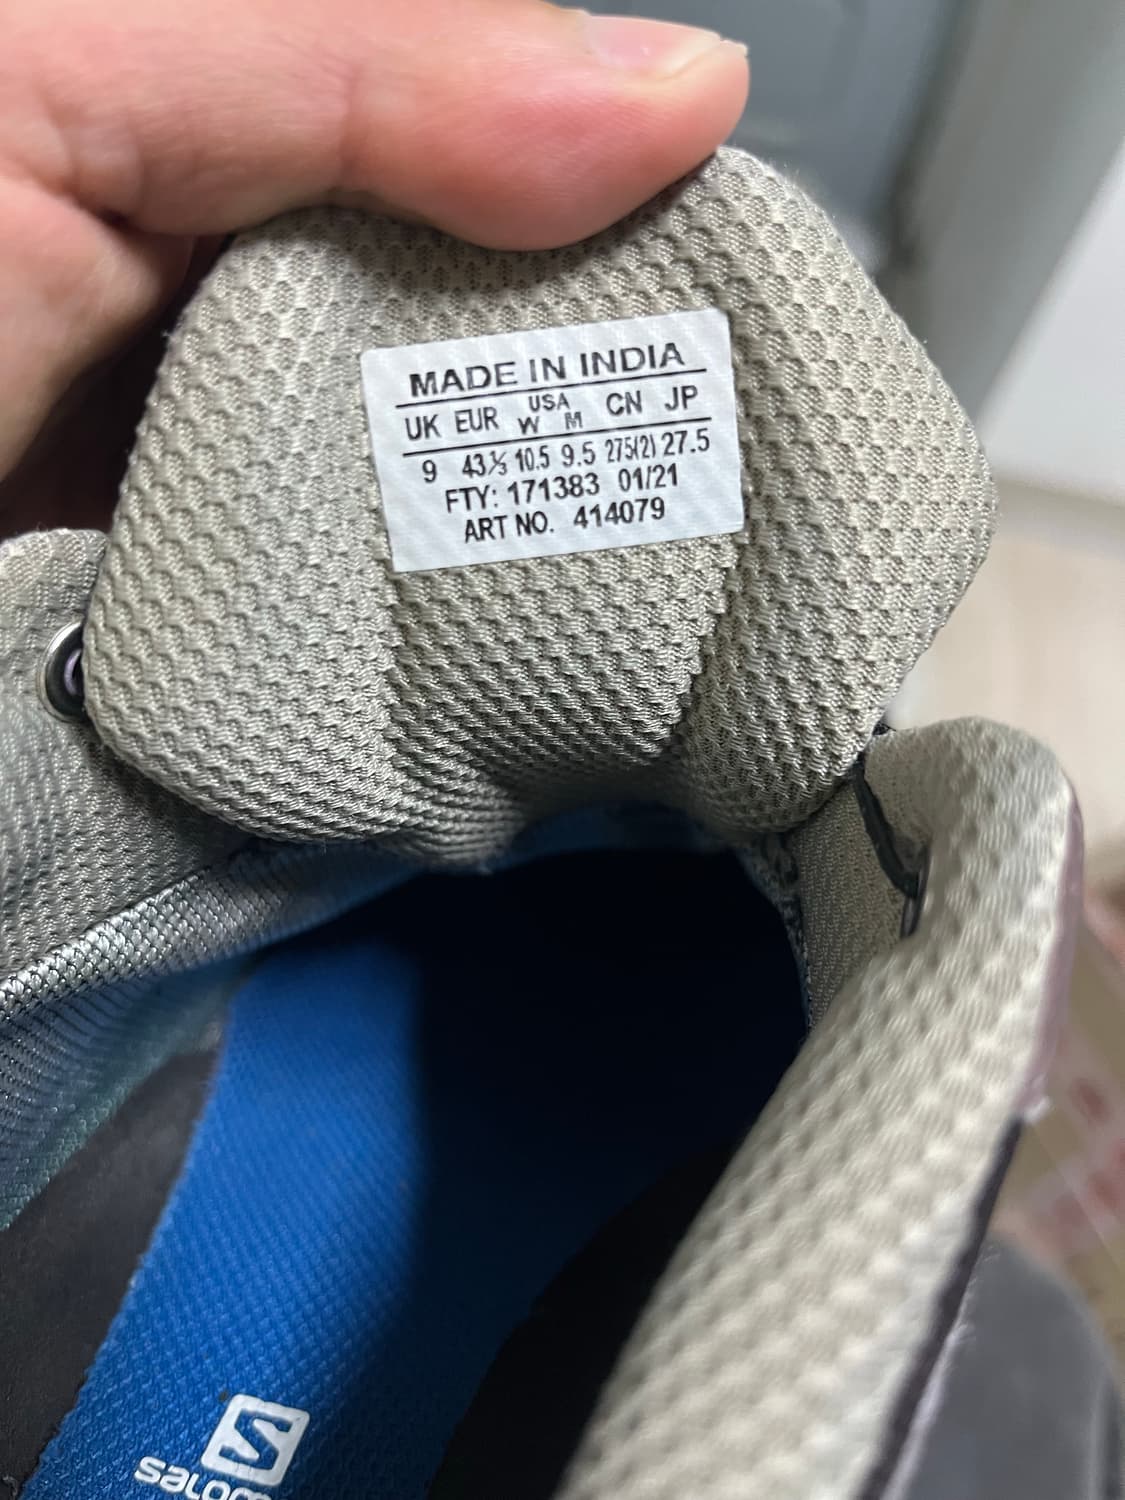 MADE IN INDIA
UK EUR USA W M CN JP
9 43⅓ 10.5 9.5 275(2) 27.5
FTY: 171383 01/21
ART NO. 414079
S
salom